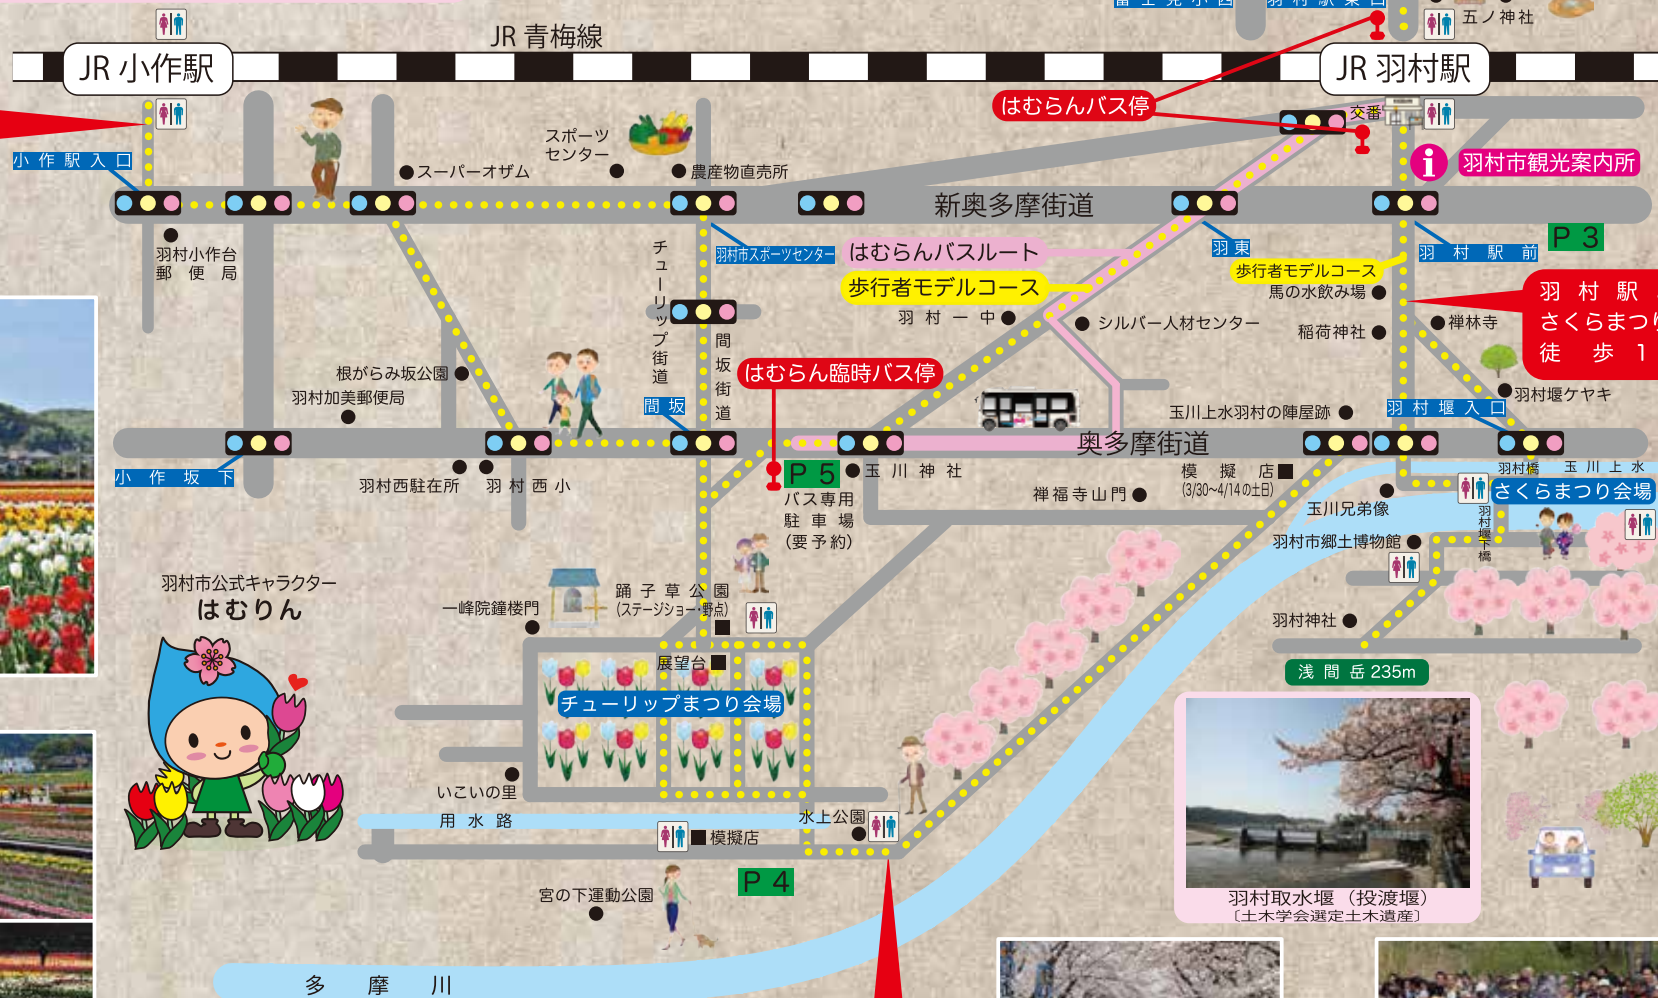 羽村駅東口
五ノ神社
JR 青梅線
JR 小作駅
JR 羽村駅
はむらんバス停
交番
小作駅入口
スポーツ
センター
スーパーオザム
農産物直売所
i
羽村市観光案内所
新奥多摩街道
羽村小作台
郵便局
チューリップ街道
羽村市スポーツセンター
はむらんバスルート
羽東
羽村駅前
P 3
歩行者モデルコース
歩行者モデルコース
馬の水飲み場
羽村一中
シルバー人材センター
稲荷神社
禅林寺
羽村駅
さくらまつり
徒歩1
間坂街道
根がらみ坂公園
羽村加美郵便局
はむらん臨時バス停
間坂
羽村堰ケヤキ
玉川上水羽村の陣屋跡
羽村堰入口
奥多摩街道
小作坂下
羽村西駐在所
羽村西小
P 5
玉川神社
バス専用
駐車場
(要予約)
禅福寺山門
模擬店
(3/30~4/14の土日)
羽村橋
玉川上水
さくらまつり会場
玉川兄弟像
羽村堰下橋
羽村市郷土博物館
羽村市公式キャラクター
はむりん
一峰院鐘楼門
踊子草公園
(ステージショー・野点)
羽村神社
展望台
浅間岳 235m
チューリップまつり会場
いこいの里
用水路
模擬店
水上公園
P 4
宮の下運動公園
羽村取水堰（投渡堰）
〔土木学会選定土木遺産〕
多摩川